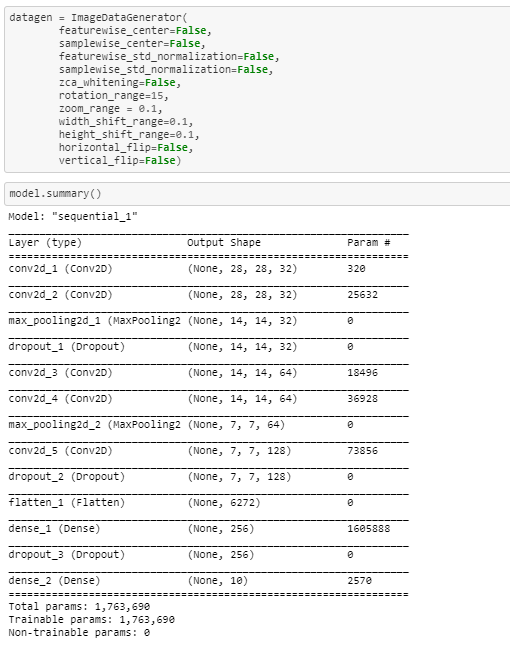 datagen = ImageDataGenerator(
        featurewise_center=False,
        samplewise_center=False,
        featurewise_std_normalization=False,
        samplewise_std_normalization=False,
        zca_whitening=False,
        rotation_range=15,
        zoom_range = 0.1,
        width_shift_range=0.1,
        height_shift_range=0.1,
        horizontal_flip=False,
        vertical_flip=False)
model.summary()
Model: "sequential_1"
Layer (type) Output Shape Param #
conv2d_1 (Conv2D) (None, 28, 28, 32) 320
conv2d_2 (Conv2D) (None, 28, 28, 32) 25632
max_pooling2d_1 (MaxPooling2 (None, 14, 14, 32) 0
dropout_1 (Dropout) (None, 14, 14, 32) 0
conv2d_3 (Conv2D) (None, 14, 14, 64) 18496
conv2d_4 (Conv2D) (None, 14, 14, 64) 36928
max_pooling2d_2 (MaxPooling2 (None, 7, 7, 64) 0
conv2d_5 (Conv2D) (None, 7, 7, 128) 73856
dropout_2 (Dropout) (None, 7, 7, 128) 0
flatten_1 (Flatten) (None, 6272) 0
dense_1 (Dense) (None, 256) 1605888
dropout_3 (Dropout) (None, 256) 0
dense_2 (Dense) (None, 10) 2570
Total params: 1,763,690
Trainable params: 1,763,690
Non-trainable params: 0